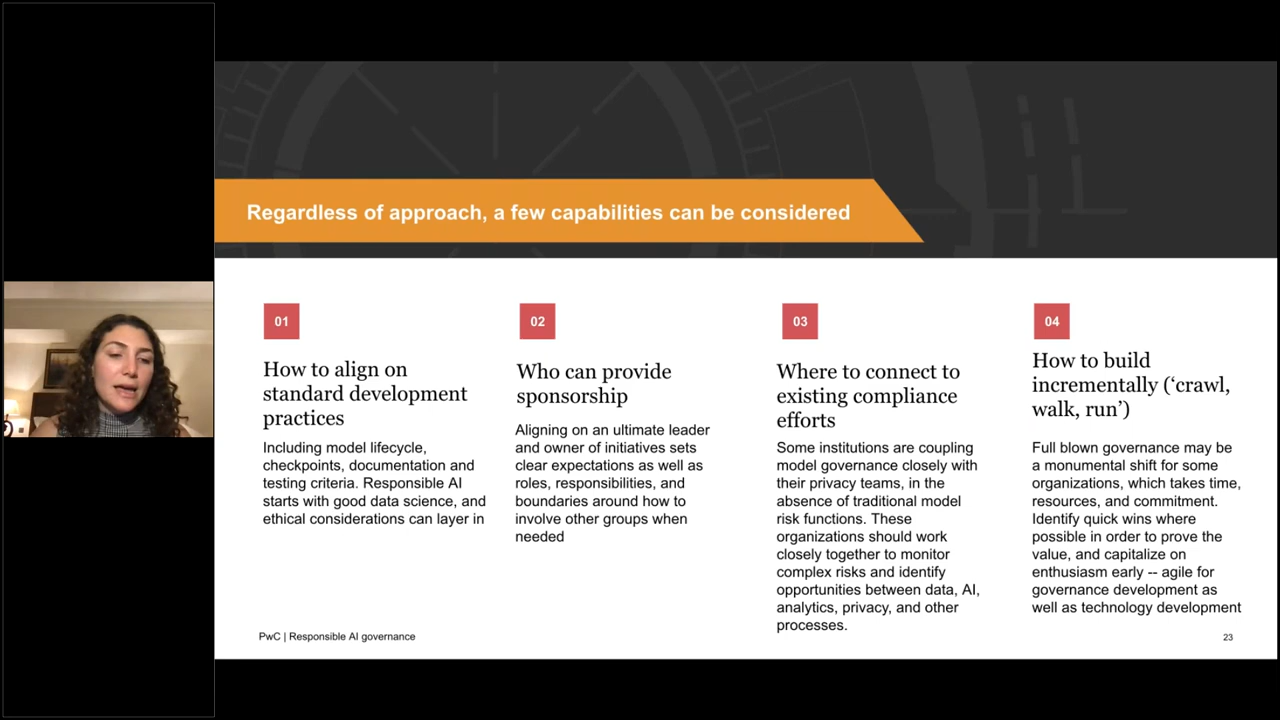 Regardless of approach, a few capabilities can be considered
01
How to align on
standard development
practices
Including model lifecycle,
checkpoints, documentation and
testing criteria. Responsible AI
starts with good data science, and
ethical considerations can layer in
02
Who can provide
sponsorship
Aligning on an ultimate leader
and owner of initiatives sets
clear expectations as well as
roles, responsibilities, and
boundaries around how to
involve other groups when
needed
03
Where to connect to
existing compliance
efforts
Some institutions are coupling
model governance closely with
their privacy teams, in the
absence of traditional model
risk functions. These
organizations should work
closely together to monitor
complex risks and identify
opportunities between data, AI,
analytics, privacy, and other
processes.
04
How to build
incrementally (‘crawl,
walk, run’)
Full blown governance may be
a monumental shift for some
organizations, which takes time,
resources, and commitment.
Identify quick wins where
possible in order to prove the
value, and capitalize on
enthusiasm early -- agile for
governance development as
well as technology development
PwC | Responsible AI governance
23